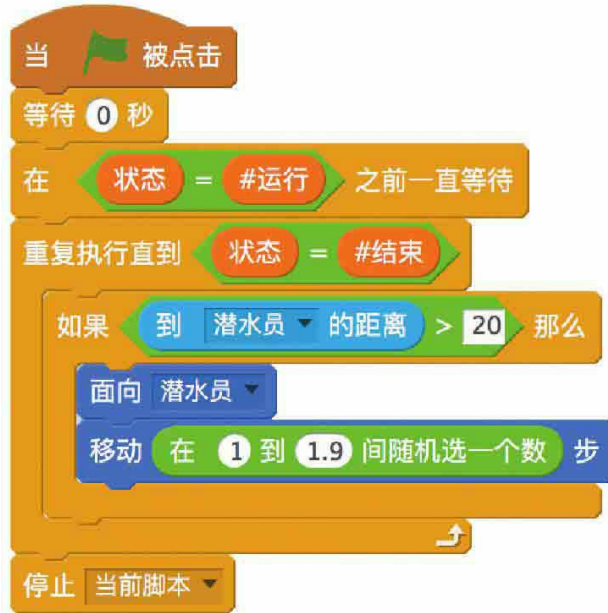 当 被点击
等待 0 秒
在 状态 = #运行 之前一直等待
重复执行直到 状态 = #结束
如果 到 潜水员 的距离 > 20 那么
面向 潜水员
移动 在 1 到 1.9 间随机选一个数 步
停止 当前脚本